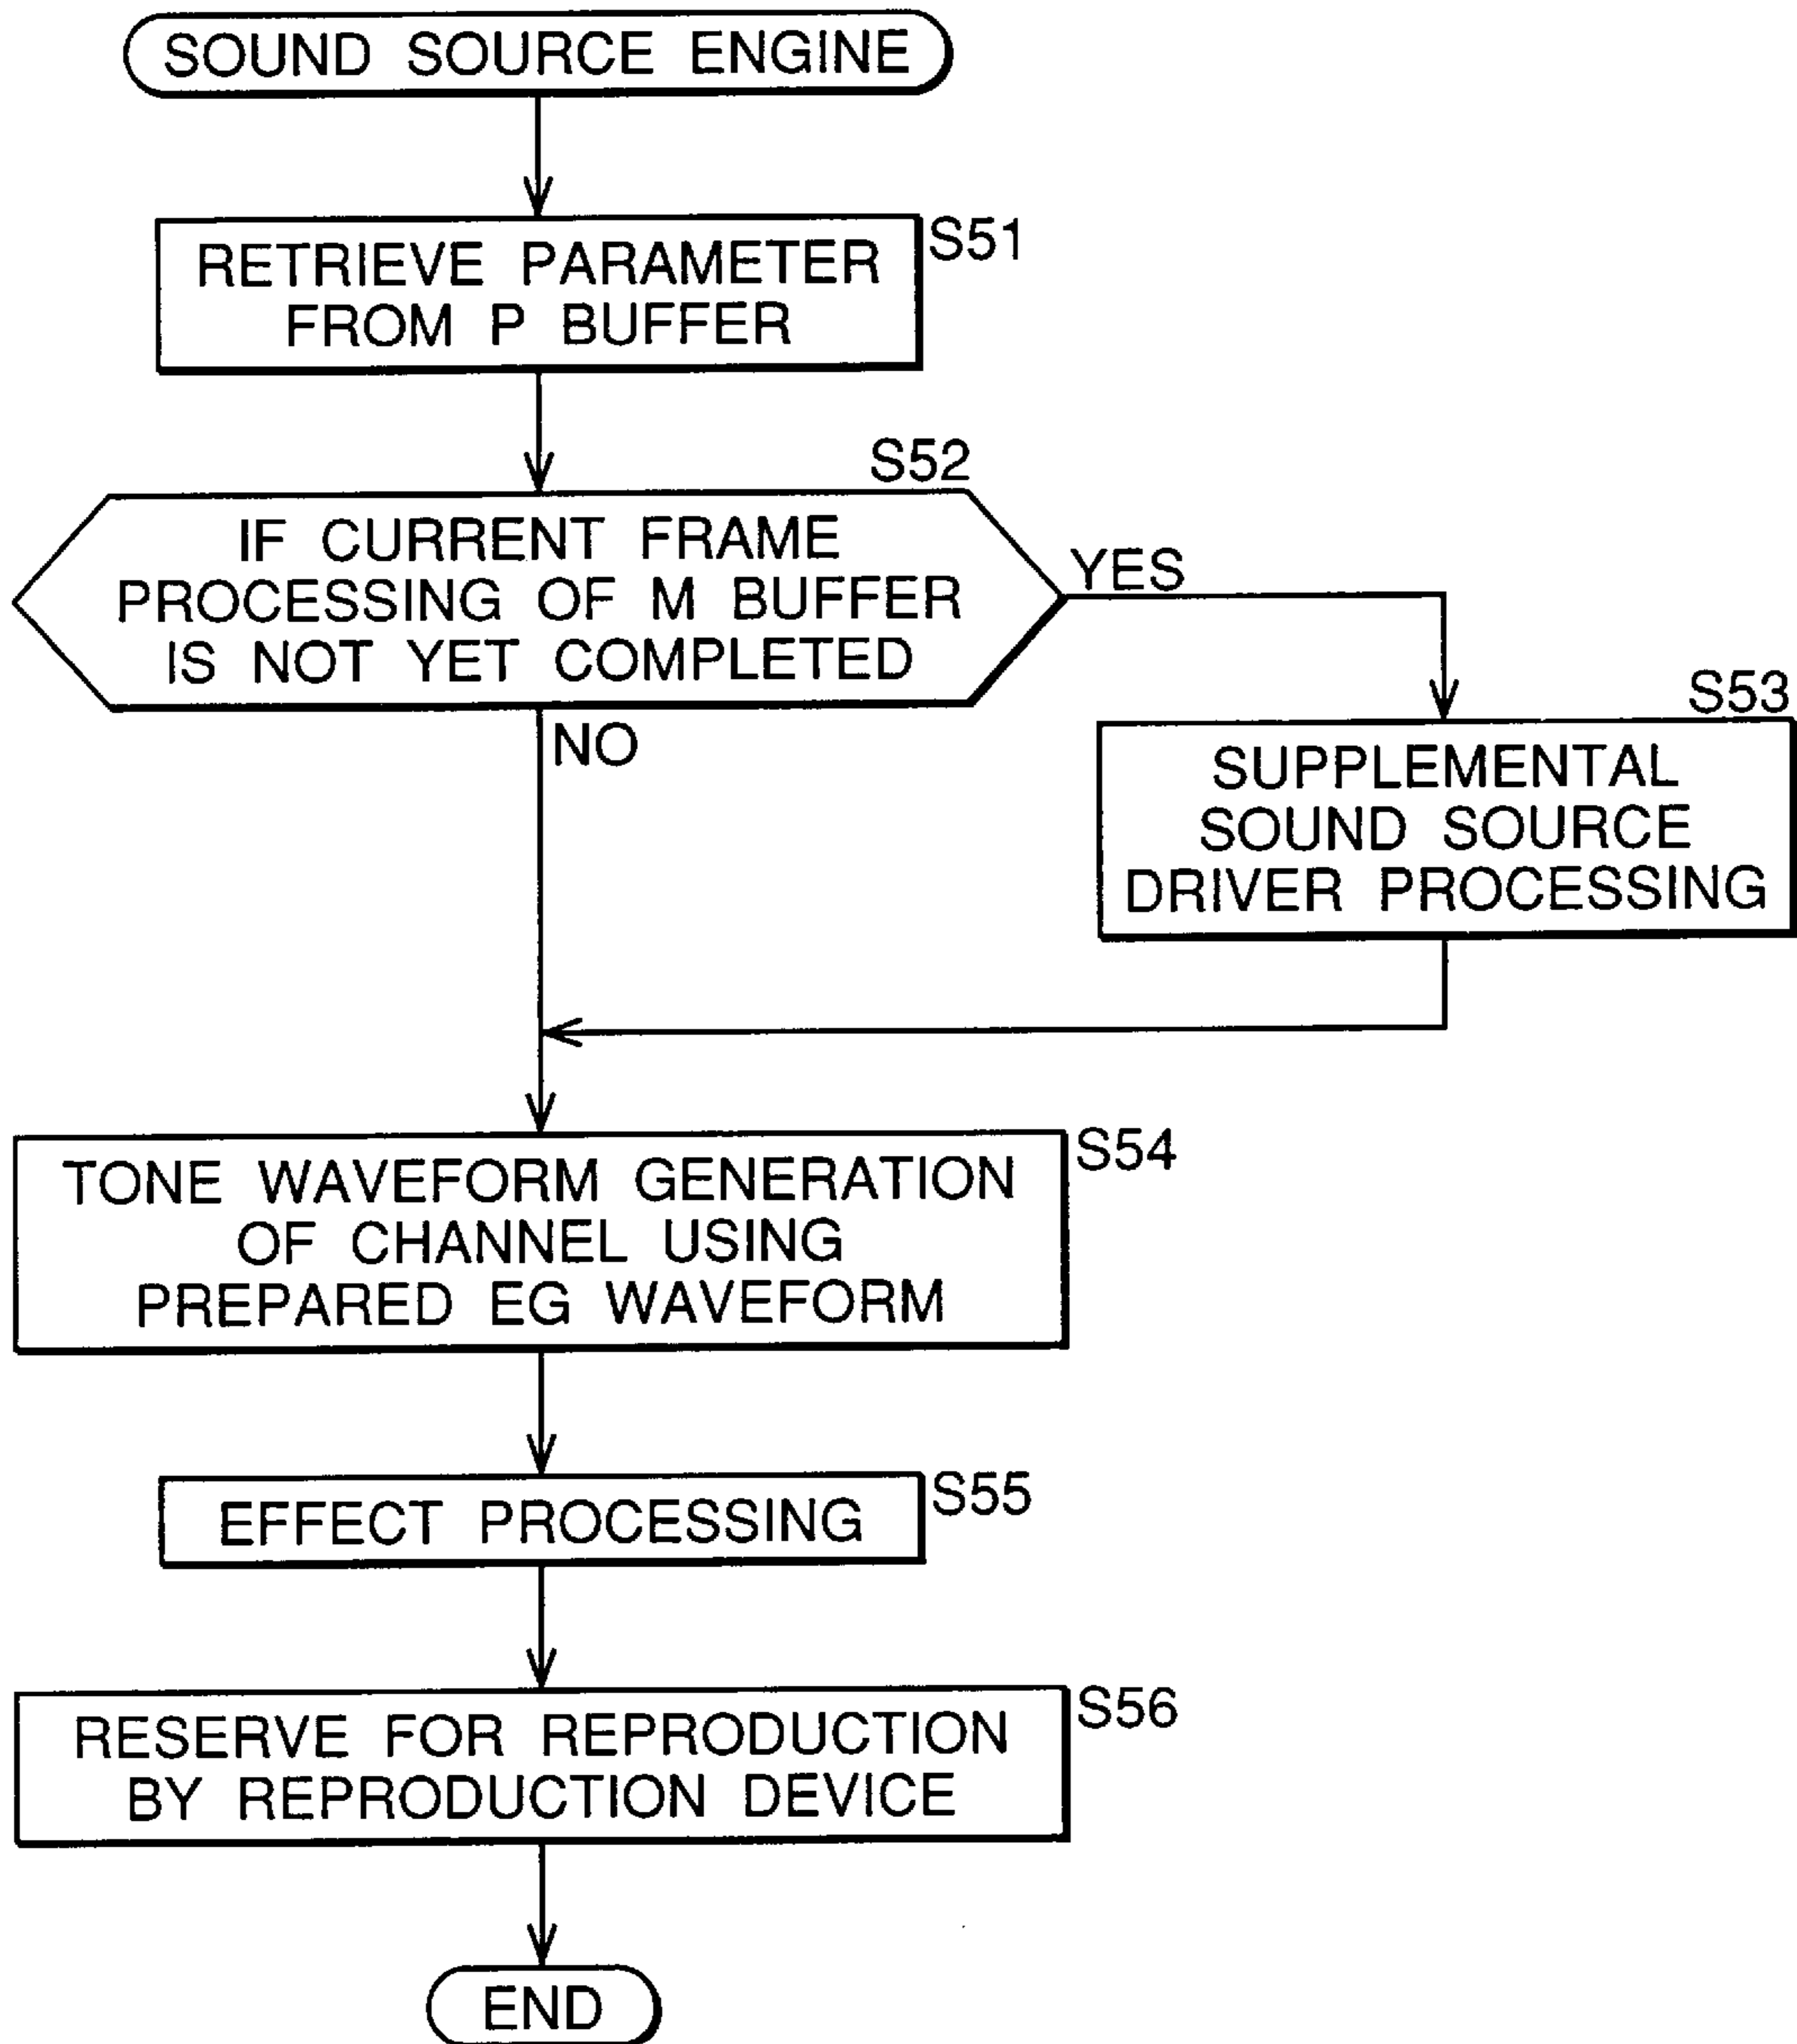 SOUND SOURCE ENGINE
S51
RETRIEVE PARAMETER
FROM P BUFFER
S52
IF CURRENT FRAME
PROCESSING OF M BUFFER
IS NOT YET COMPLETED
YES
NO
S53
SUPPLEMENTAL
SOUND SOURCE
DRIVER PROCESSING
S54
TONE WAVEFORM GENERATION
OF CHANNEL USING
PREPARED EG WAVEFORM
S55
EFFECT PROCESSING
S56
RESERVE FOR REPRODUCTION
BY REPRODUCTION DEVICE
END